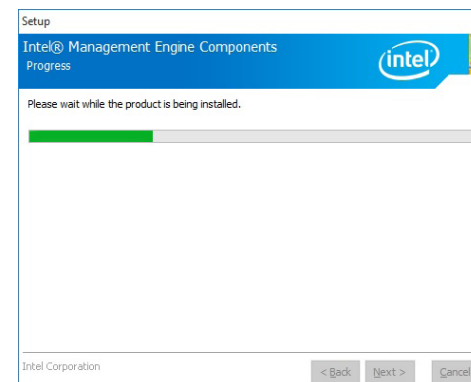 Setup
Intel® Management Engine Components
Progress
intel
Please wait while the product is being installed.
Intel Corporation
< Back
Next >
Cancel